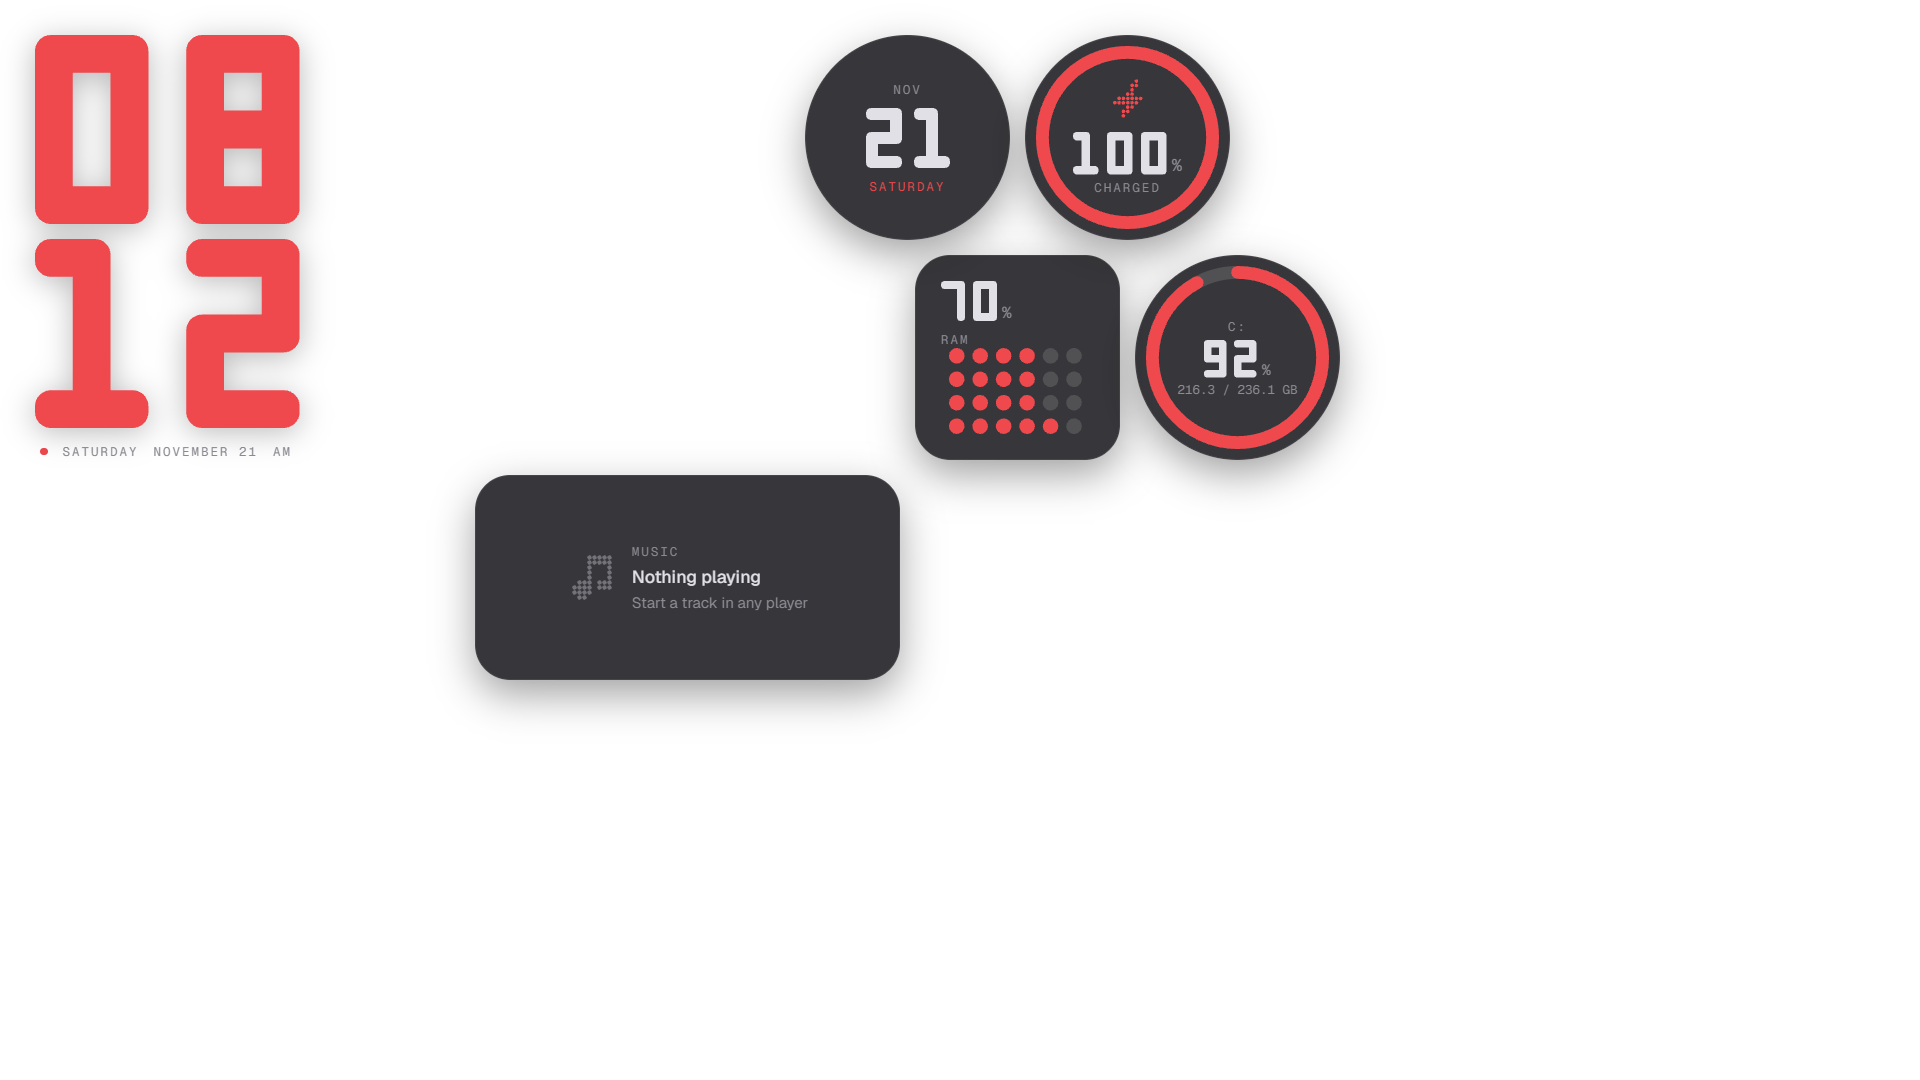 08
12
SATURDAY NOVEMBER 21 AM
NOV
21
SATURDAY
100%
CHARGED
70%
RAM
C:
92%
216.3 / 236.1 GB
MUSIC
Nothing playing
Start a track in any player